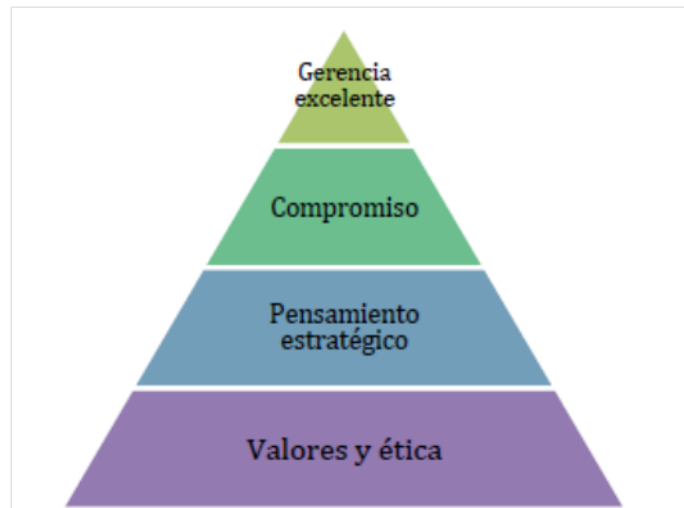 Gerencia
excelente
Compromiso
Pensamiento
estratégico
Valores y ética